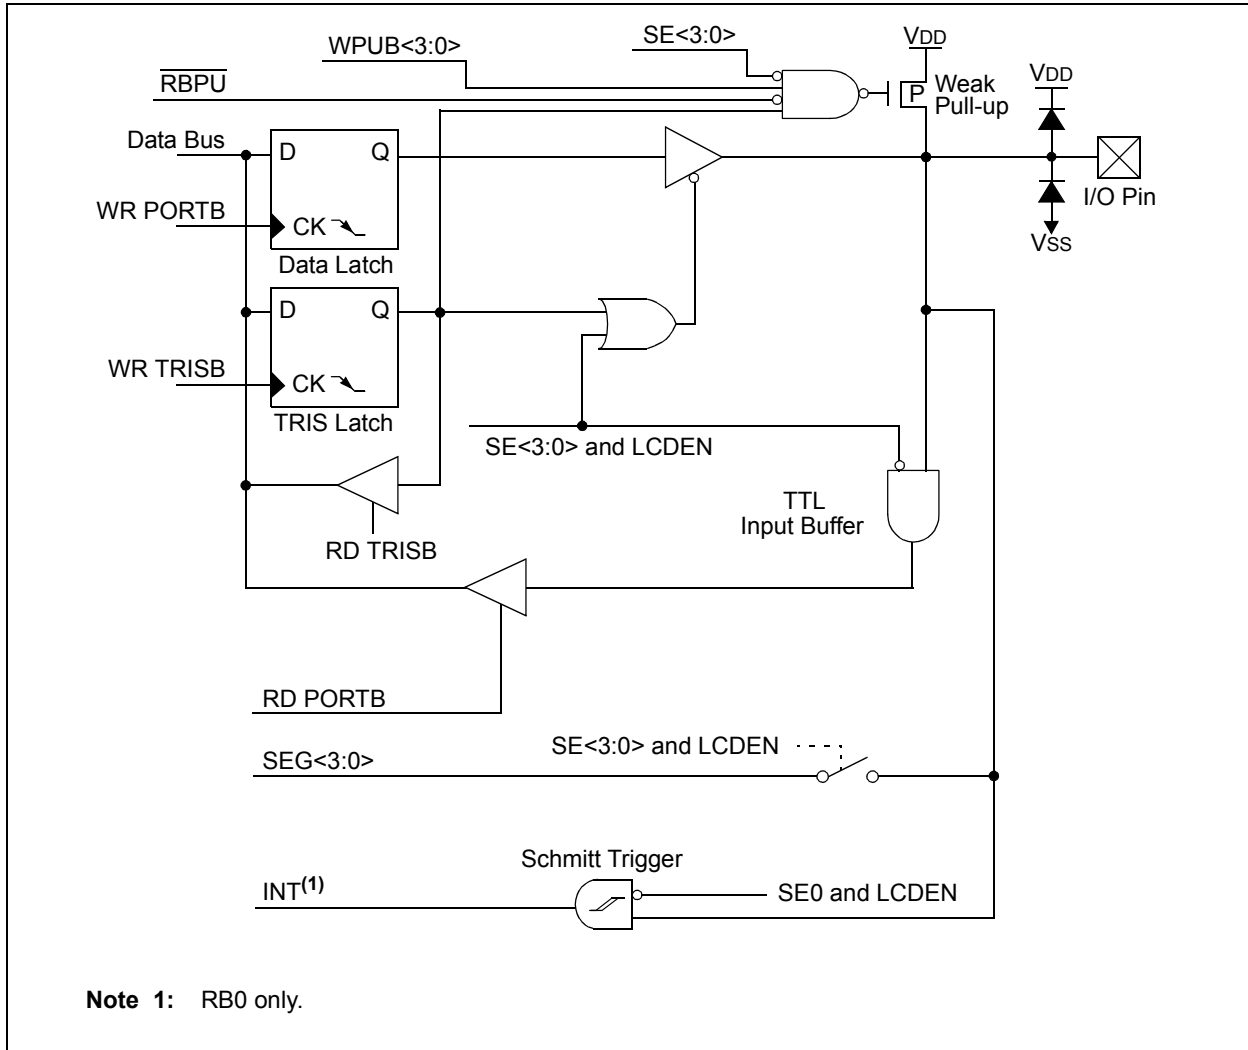 SE<3:0>
VDD
WPUB<3:0>
RBPU
Weak
Pull-up
P
VDD
Data Bus
D
Q
I/O Pin
WR PORTB
CK
VSS
Data Latch
D
Q
WR TRISB
CK
TRIS Latch
SE<3:0> and LCDEN
TTL
Input Buffer
RD TRISB
RD PORTB
SE<3:0> and LCDEN
SEG<3:0>
Schmitt Trigger
INT(1)
SE0 and LCDEN
Note 1: RB0 only.